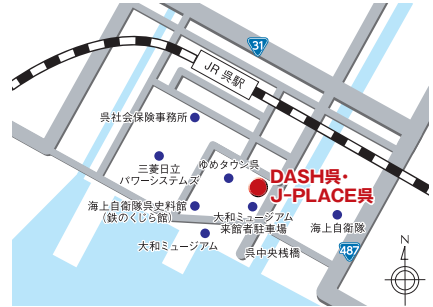 31
JR 呉駅
呉社会保険事務所
三菱日立
パワーシステムズ
ゆめタウン呉
DASH呉・
J-PLACE呉
海上自衛隊呉史料館
(鉄のくじら館)
大和ミュージアム
来館者駐車場
海上自衛隊
大和ミュージアム
呉中央桟橋
487
N